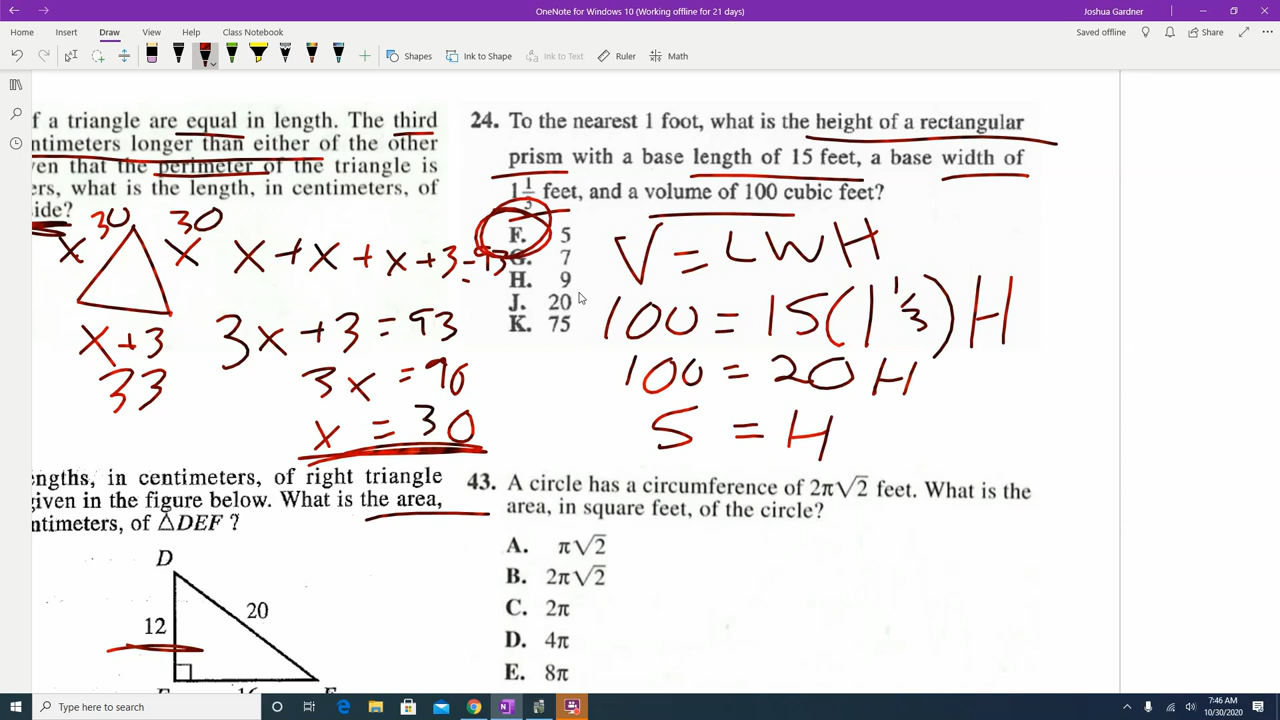 OneNote for Windows 10 (Working offline for 21 days)
Joshua Gardner
Home Insert Draw View Help Class Notebook
Saved offline
Share
Shapes
Ink to Shape
Ink to Text
Ruler
Math
f a triangle are equal in length. The third
ntimeters longer than either of the other
ven that the perimeter of the triangle is
ers, what is the length, in centimeters, of
ide?
30 30
x x
x+3
33
x + x + x + 3 = 93
3x + 3 = 93
3x = 90
x = 30
24. To the nearest 1 foot, what is the height of a rectangular
prism with a base length of 15 feet, a base width of
1 1/3 feet, and a volume of 100 cubic feet?
F. 5
G. 7
H. 9
J. 20
K. 75
V = LWH
100 = 15(1 1/3)H
100 = 20H
5 = H
engths, in centimeters, of right triangle
given in the figure below. What is the area,
ntimeters, of △DEF ?
D
12
20
16
43. A circle has a circumference of 2π√2 feet. What is the
area, in square feet, of the circle?
A. π√2
B. 2π√2
C. 2π
D. 4π
E. 8π
Type here to search
7:46 AM
10/30/2020